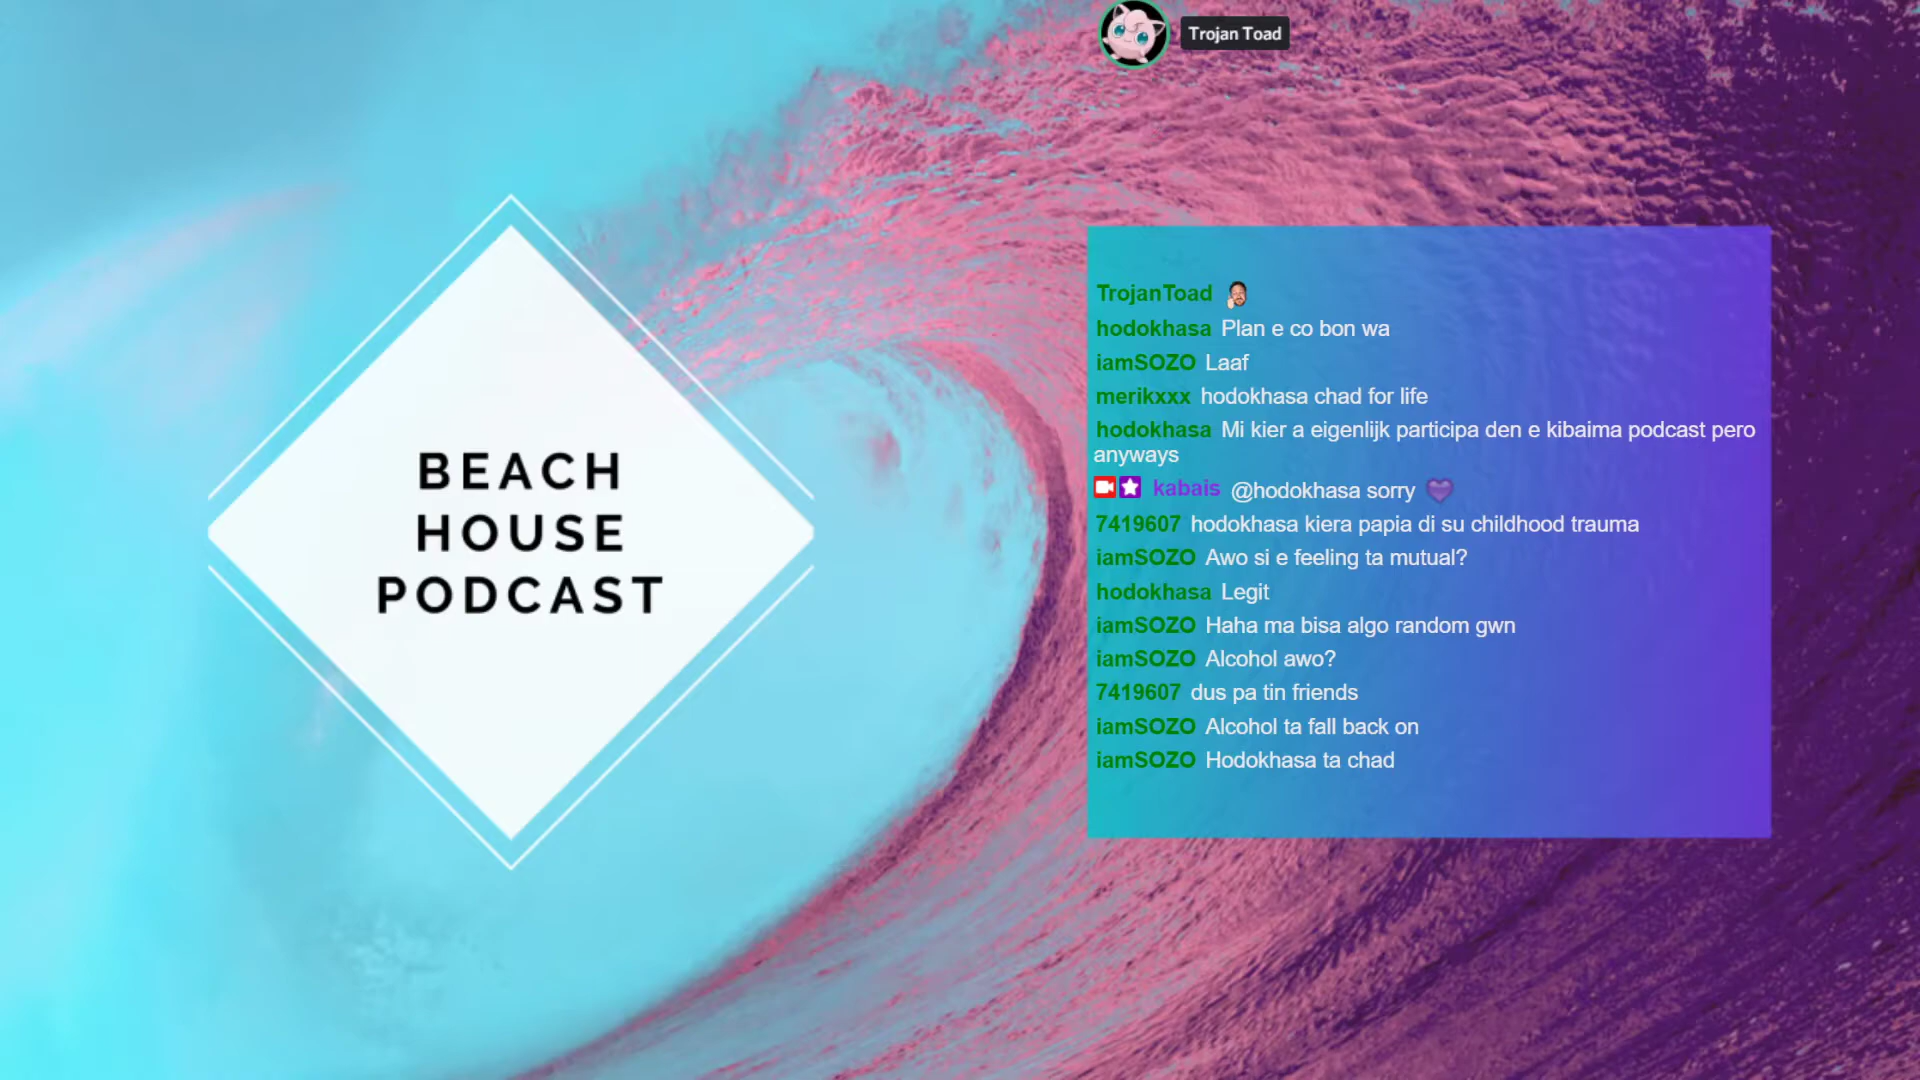 Trojan Toad
BEACH
HOUSE
PODCAST
TrojanToad
hodokhasa Plan e co bon wa
iamSOZO Laaf
merikxxx hodokhasa chad for life
hodokhasa Mi kier a eigenlijk participa den e kibaima podcast pero
anyways
kabais @hodokhasa sorry 💜
7419607 hodokhasa kiera papia di su childhood trauma
iamSOZO Awo si e feeling ta mutual?
hodokhasa Legit
iamSOZO Haha ma bisa algo random gwn
iamSOZO Alcohol awo?
7419607 dus pa tin friends
iamSOZO Alcohol ta fall back on
iamSOZO Hodokhasa ta chad